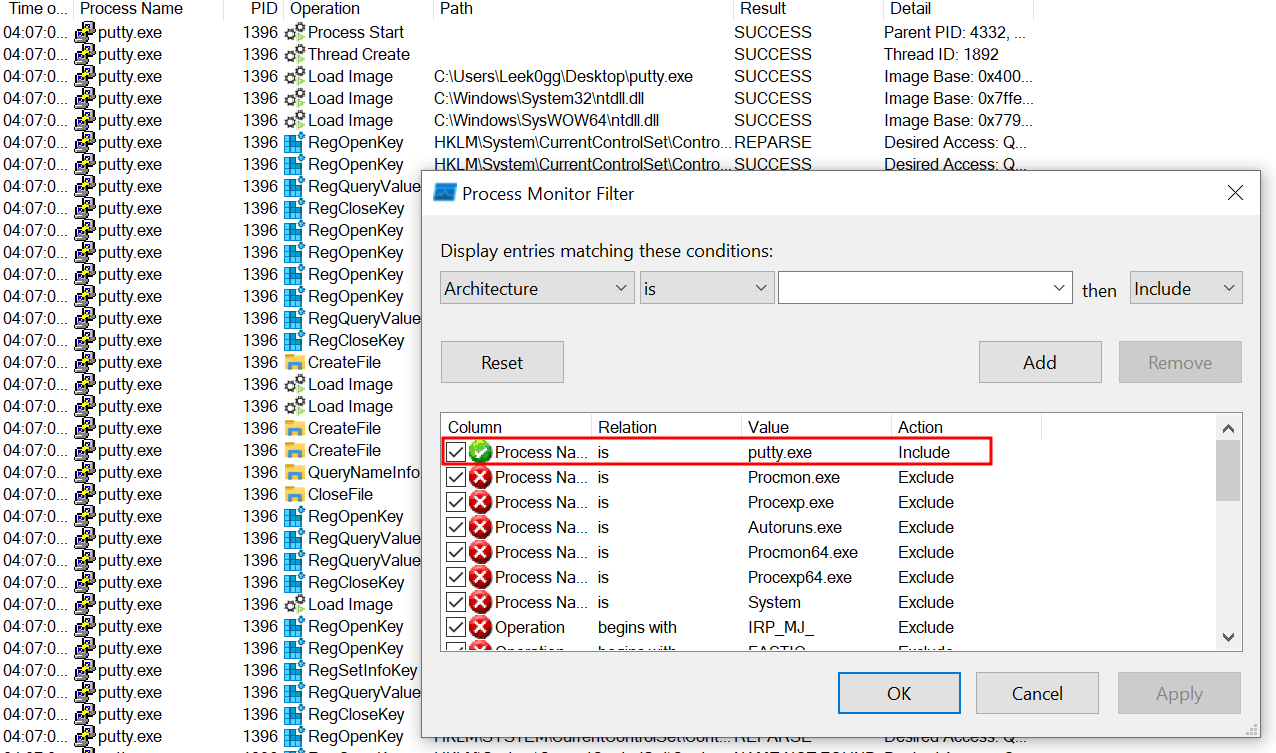 Time o... Process Name PID Operation Path Result Detail
04:07:0... putty.exe 1396 Process Start SUCCESS Parent PID: 4332, ...
04:07:0... putty.exe 1396 Thread Create SUCCESS Thread ID: 1892
04:07:0... putty.exe 1396 Load Image C:\Users\Leek0gg\Desktop\putty.exe SUCCESS Image Base: 0x400...
04:07:0... putty.exe 1396 Load Image C:\Windows\System32\ntdll.dll SUCCESS Image Base: 0x7ffe...
04:07:0... putty.exe 1396 Load Image C:\Windows\SysWOW64\ntdll.dll SUCCESS Image Base: 0x779...
04:07:0... putty.exe 1396 RegOpenKey HKLM\System\CurrentControlSet\Contro... REPARSE Desired Access: Q...
04:07:0... putty.exe 1396 RegOpenKey HKLM\System\CurrentControlSet\Contro... SUCCESS Desired Access: Q...
04:07:0... putty.exe 1396 RegQueryValue
04:07:0... putty.exe 1396 RegCloseKey
04:07:0... putty.exe 1396 RegOpenKey
04:07:0... putty.exe 1396 RegOpenKey
04:07:0... putty.exe 1396 RegOpenKey
04:07:0... putty.exe 1396 RegOpenKey
04:07:0... putty.exe 1396 RegQueryValue
04:07:0... putty.exe 1396 RegCloseKey
04:07:0... putty.exe 1396 CreateFile
04:07:0... putty.exe 1396 Load Image
04:07:0... putty.exe 1396 Load Image
04:07:0... putty.exe 1396 CreateFile
04:07:0... putty.exe 1396 CreateFile
04:07:0... putty.exe 1396 QueryNameInfo
04:07:0... putty.exe 1396 CloseFile
04:07:0... putty.exe 1396 RegOpenKey
04:07:0... putty.exe 1396 RegQueryValue
04:07:0... putty.exe 1396 RegQueryValue
04:07:0... putty.exe 1396 RegCloseKey
04:07:0... putty.exe 1396 Load Image
04:07:0... putty.exe 1396 RegOpenKey
04:07:0... putty.exe 1396 RegOpenKey
04:07:0... putty.exe 1396 RegSetInfoKey
04:07:0... putty.exe 1396 RegQueryValue
04:07:0... putty.exe 1396 RegCloseKey
04:07:0... putty.exe 1396 RegOpenKey
Process Monitor Filter
Display entries matching these conditions:
Architecture is then Include
Reset Add Remove
Column Relation Value Action
Process Na... is putty.exe Include
Process Na... is Procmon.exe Exclude
Process Na... is Procexp.exe Exclude
Process Na... is Autoruns.exe Exclude
Process Na... is Procmon64.exe Exclude
Process Na... is Procexp64.exe Exclude
Process Na... is System Exclude
Operation begins with IRP_MJ_ Exclude
OK Cancel Apply